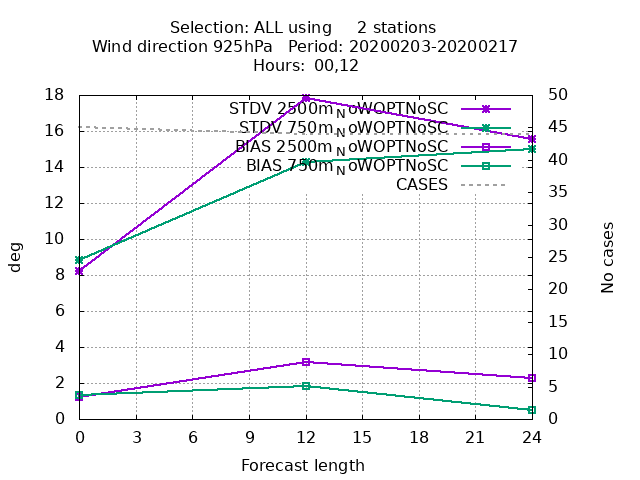 Selection: ALL using     2 stations
Wind direction 925hPa   Period: 20200203-20200217
Hours:  00,12
18
16
14
12
10
8
6
4
2
0
deg
STDV 2500m_NoWOPTNoSC
STDV 750m_NoWOPTNoSC
BIAS 2500m_NoWOPTNoSC
BIAS 750m_NoWOPTNoSC
CASES
50
45
40
35
30
25
20
15
10
5
0
No cases
0 3 6 9 12 15 18 21 24
Forecast length